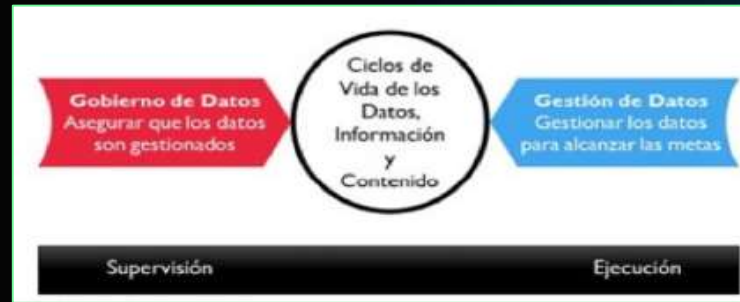 Gobierno de Datos
Asegurar que los datos
son gestionados
Ciclos de
Vida de los
Datos,
Información
y
Contenido
Gestión de Datos
Gestionar los datos
para alcanzar las metas
Supervisión
Ejecución